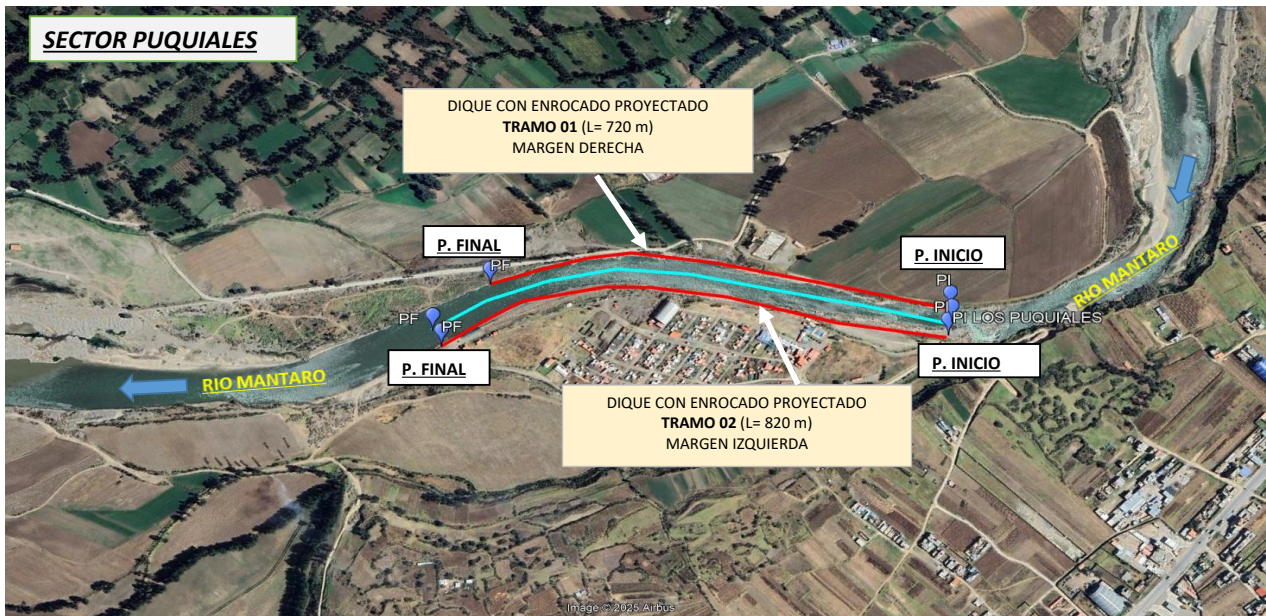 SECTOR PUQUIALES
DIQUE CON ENROCADO PROYECTADO
TRAMO 01 (L= 720 m)
MARGEN DERECHA
P. FINAL
PF
P. INICIO
PI
PI
PI LOS PUQUIALES
RIO MANTARO
PF
PF
P. FINAL
P. INICIO
RIO MANTARO
DIQUE CON ENROCADO PROYECTADO
TRAMO 02 (L= 820 m)
MARGEN IZQUIERDA
Image © 2025 Airbus